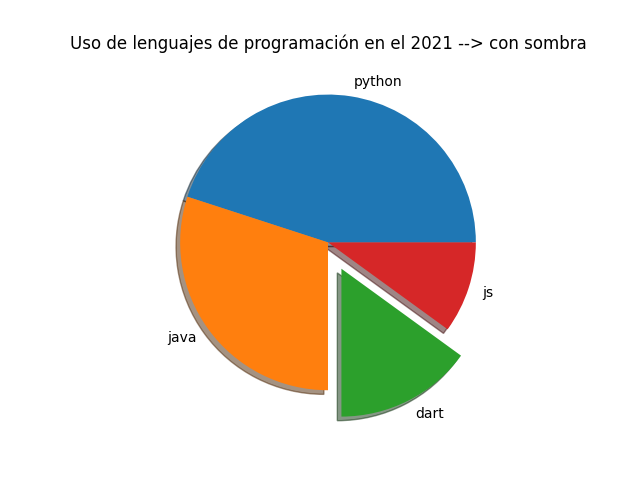 Uso de lenguajes de programación en el 2021 --> con sombra
python
java
js
dart